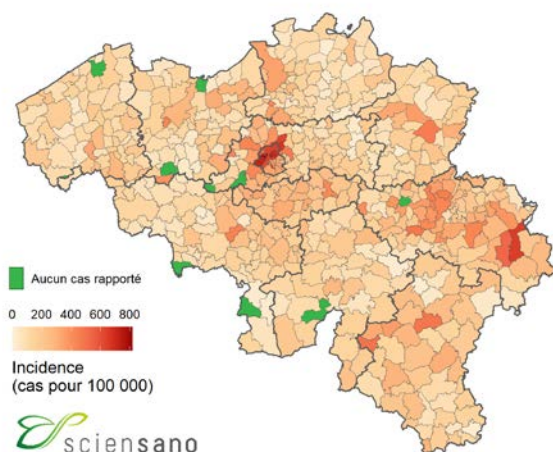 Aucun cas rapporté
0 200 400 600 800
Incidence
(cas pour 100 000)
sciensano